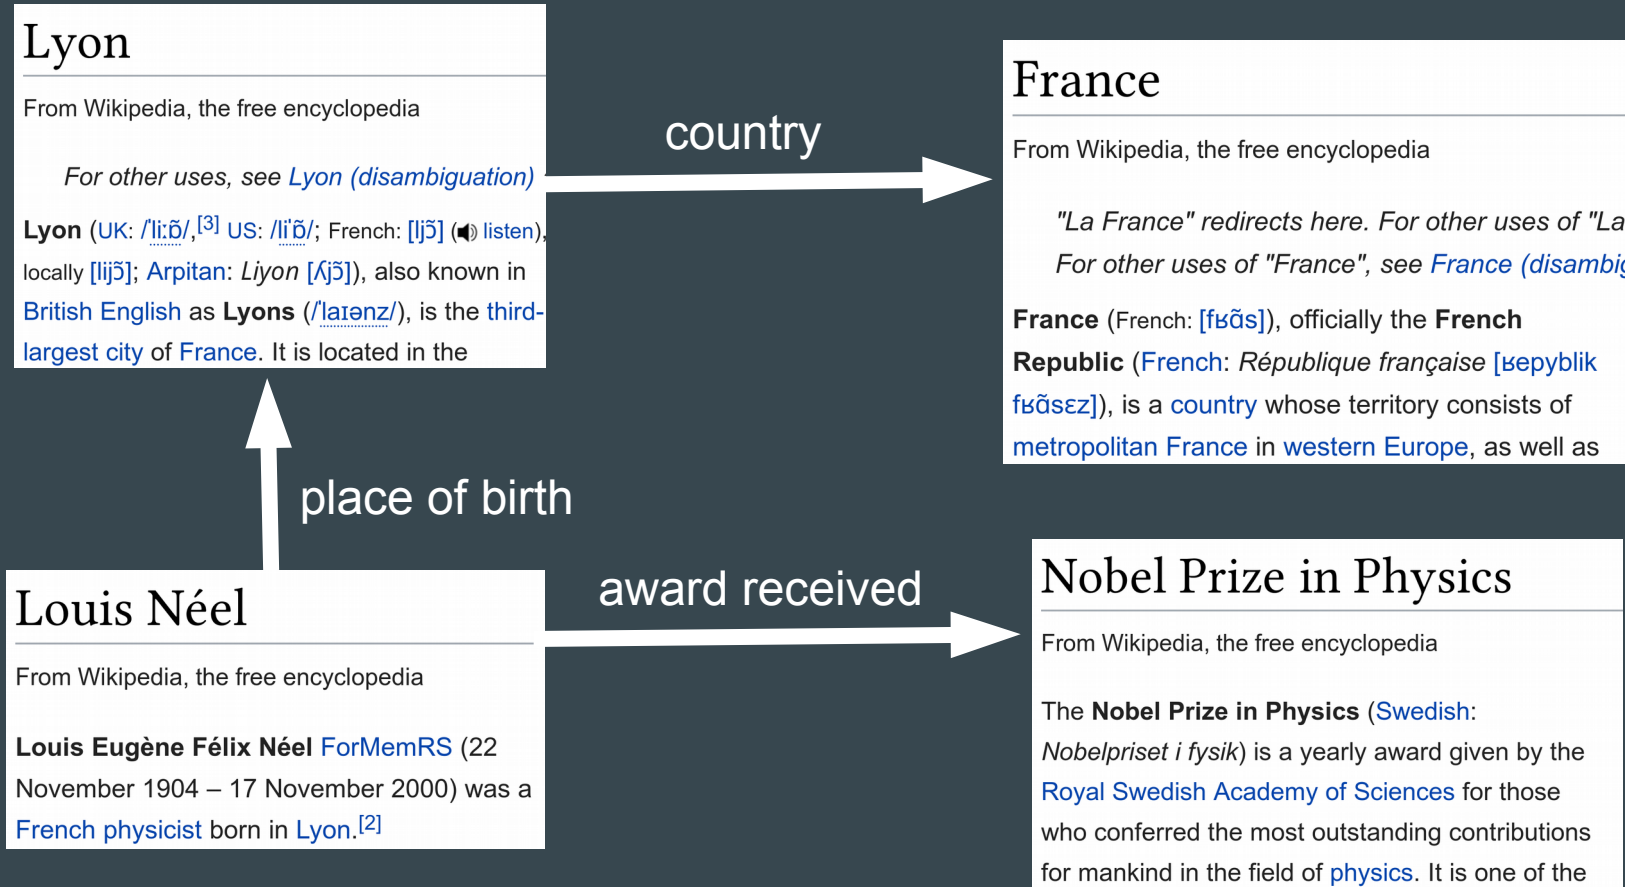 Lyon
From Wikipedia, the free encyclopedia
For other uses, see Lyon (disambiguation)
Lyon (UK: /ˈliːɒ̃/,[3] US: /liˈɒ̃/; French: [ljɔ̃] (listen),
locally [lijɔ̃]; Arpitan: Liyon [ʎjɔ̃]), also known in
British English as Lyons (/ˈlaɪənz/), is the third-
largest city of France. It is located in the
country
France
From Wikipedia, the free encyclopedia
"La France" redirects here. For other uses of "La
For other uses of "France", see France (disambig
France (French: [fʁɑ̃s]), officially the French
Republic (French: République française [ʁepyblik
fʁɑ̃sɛz]), is a country whose territory consists of
metropolitan France in western Europe, as well as
place of birth
Louis Néel
From Wikipedia, the free encyclopedia
Louis Eugène Félix Néel ForMemRS (22
November 1904 – 17 November 2000) was a
French physicist born in Lyon.[2]
award received
Nobel Prize in Physics
From Wikipedia, the free encyclopedia
The Nobel Prize in Physics (Swedish:
Nobelpriset i fysik) is a yearly award given by the
Royal Swedish Academy of Sciences for those
who conferred the most outstanding contributions
for mankind in the field of physics. It is one of the